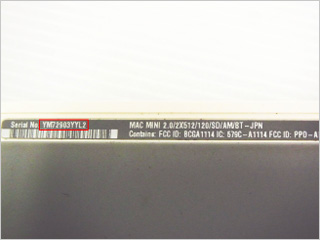 Serial No YM72903YYL2
MAC MINI 2.0/2X512/120/SD/AM/BT-JPN
Contains: FCC ID: BCGA1114 IC: 579C-A1114 FCC ID: PPD-A